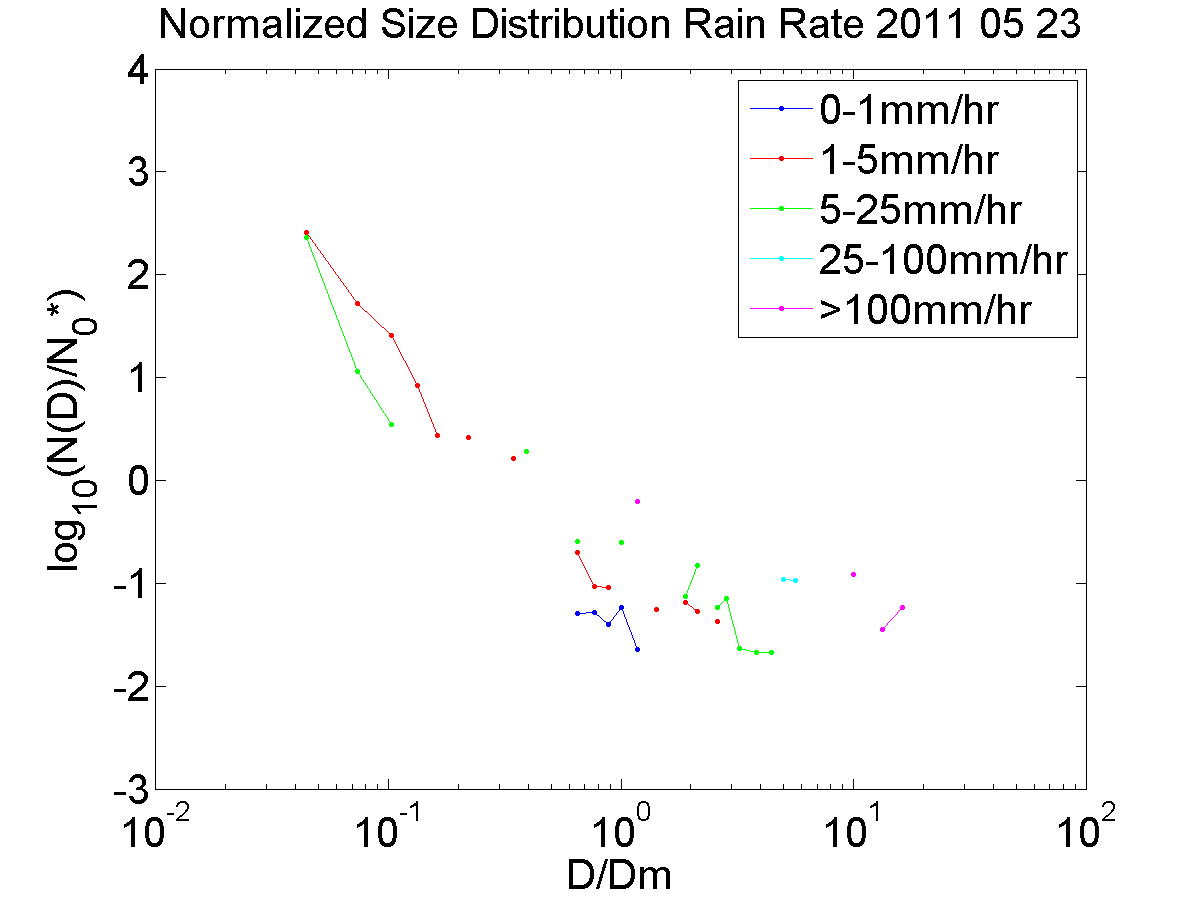 Normalized Size Distribution Rain Rate 2011 05 23
0-1mm/hr
1-5mm/hr
5-25mm/hr
25-100mm/hr
>100mm/hr
log₁₀(N(D)/N₀*)
4
3
2
1
0
-1
-2
-3
10⁻² 10⁻¹ 10⁰ 10¹ 10²
D/Dm